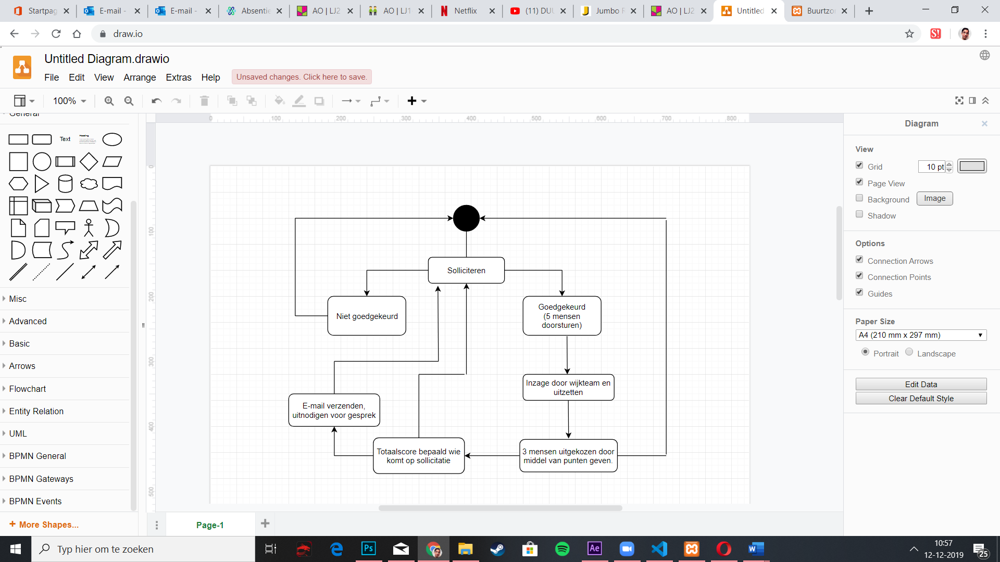 Startpag
E-mail -
E-mail -
Absentie
AO | LJ2
AO | LJ1
Netflix
(11) DUU
Jumbo
AO | LJ2
Untitled
Buurtzor
draw.io
Untitled Diagram.drawio
File Edit View Arrange Extras Help
Unsaved changes. Click here to save.
100%
General
Text
Heading
0 100 200 300 400 500 600 700 800
0
100
200
300
400
500
Misc
Advanced
Basic
Arrows
Flowchart
Entity Relation
UML
BPMN General
BPMN Gateways
BPMN Events
+ More Shapes...
Solliciteren
Niet goedgekeurd
Goedgekeurd
(5 mensen
doorsturen)
Inzage door wijkteam en
uitzetten
E-mail verzenden,
uitnodigen voor gesprek
Totaalscore bepaald wie
komt op sollicitatie
3 mensen uitgekozen door
middel van punten geven.
Page-1
Diagram
View
Grid
10 pt
Page View
Background
Image
Shadow
Options
Connection Arrows
Connection Points
Guides
Paper Size
A4 (210 mm x 297 mm)
Portrait
Landscape
Edit Data
Clear Default Style
Typ hier om te zoeken
Ps
Ae
10:57
12-12-2019
25